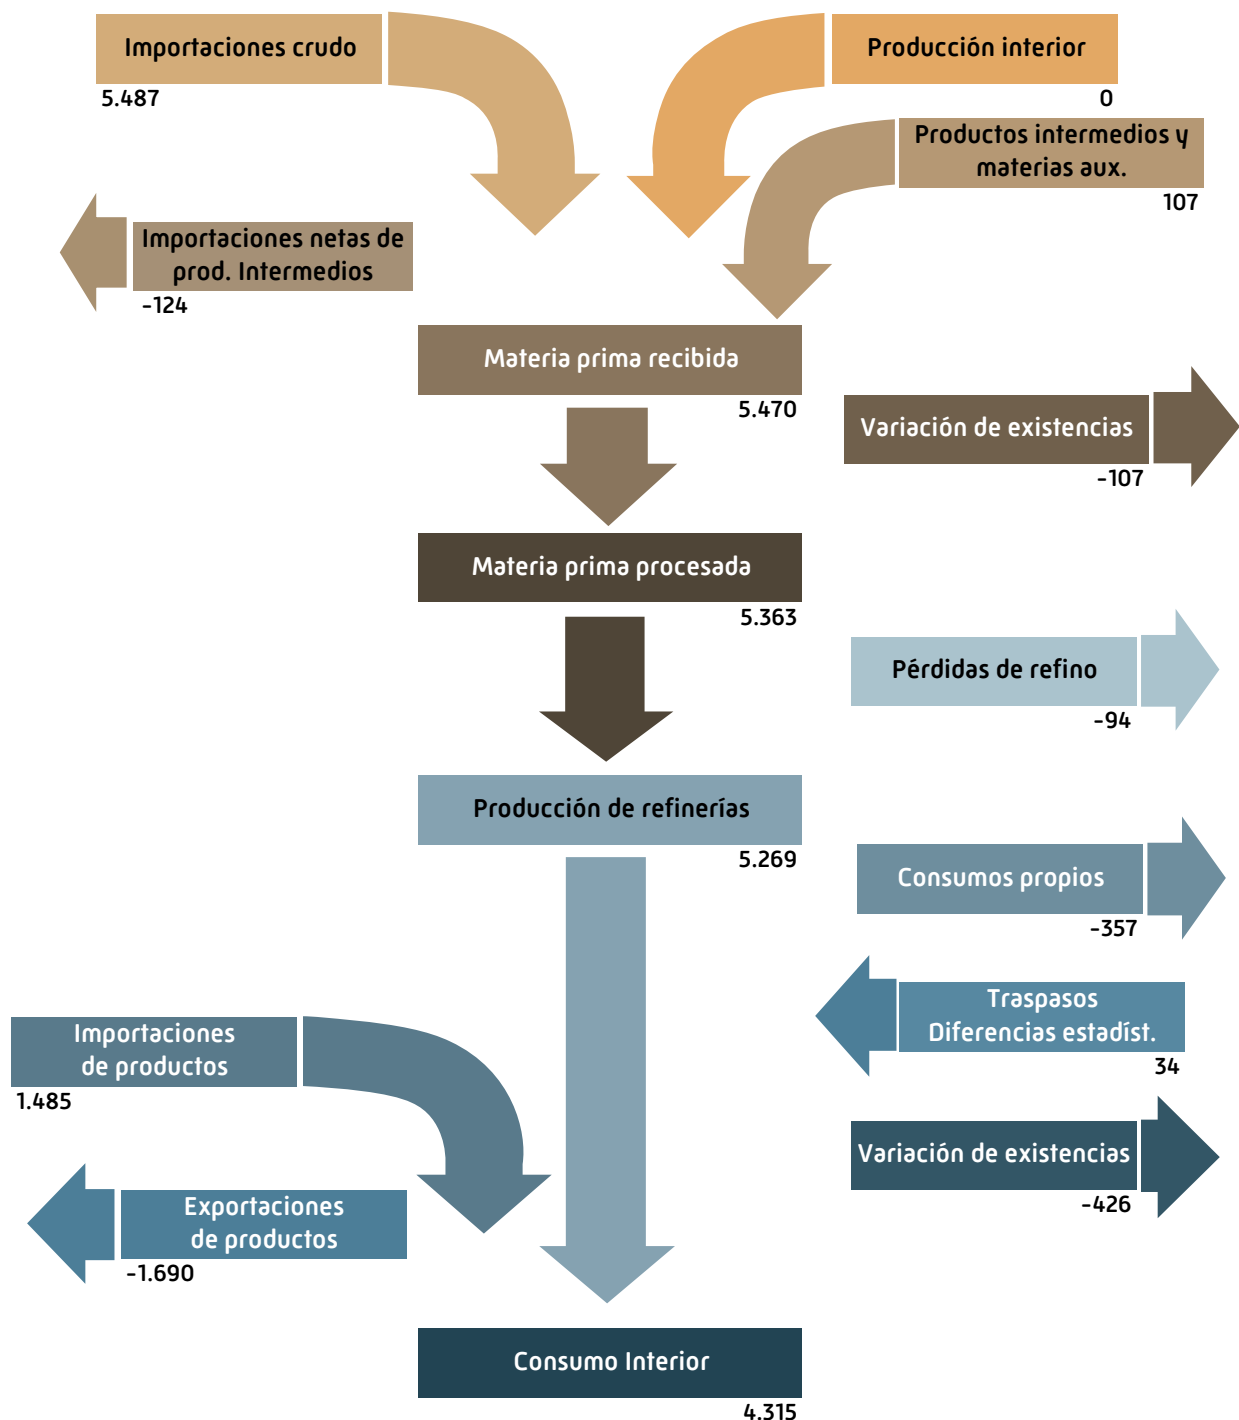 Importaciones crudo
5.487
Producción interior
0
Productos intermedios y
materias aux.
107
Importaciones netas de
prod. Intermedios
-124
Materia prima recibida
5.470
Variación de existencias
-107
Materia prima procesada
5.363
Pérdidas de refino
-94
Producción de refinerías
5.269
Consumos propios
-357
Traspasos
Diferencias estadíst.
34
Importaciones
de productos
1.485
Variación de existencias
-426
Exportaciones
de productos
-1.690
Consumo Interior
4.315